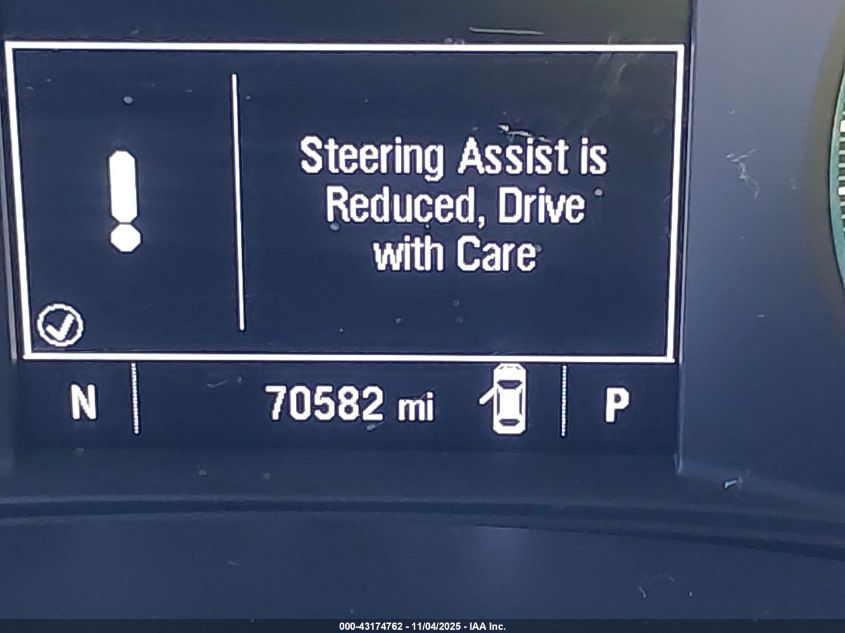 Steering Assist is
Reduced, Drive
with Care
N 70582 mi P
000-43174762 - 11/04/2025 - IAA Inc.